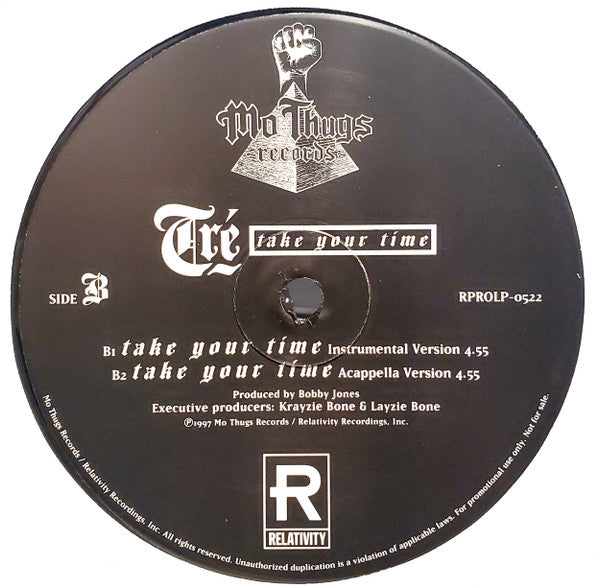 Mo Thugs
records
Tré take your time
SIDE B
RPROLP-0522
B1 take your time Instrumental Version 4.55
B2 take your time Acappella Version 4.55
Produced by Bobby Jones
Executive producers: Krayzie Bone & Layzie Bone
℗1997 Mo Thugs Records / Relativity Recordings, Inc.
R
RELATIVITY
Mo Thugs Records / Relativity Recordings, Inc. All rights reserved. Unauthorized duplication is a violation of applicable laws. For promotional use only. Not for sale.